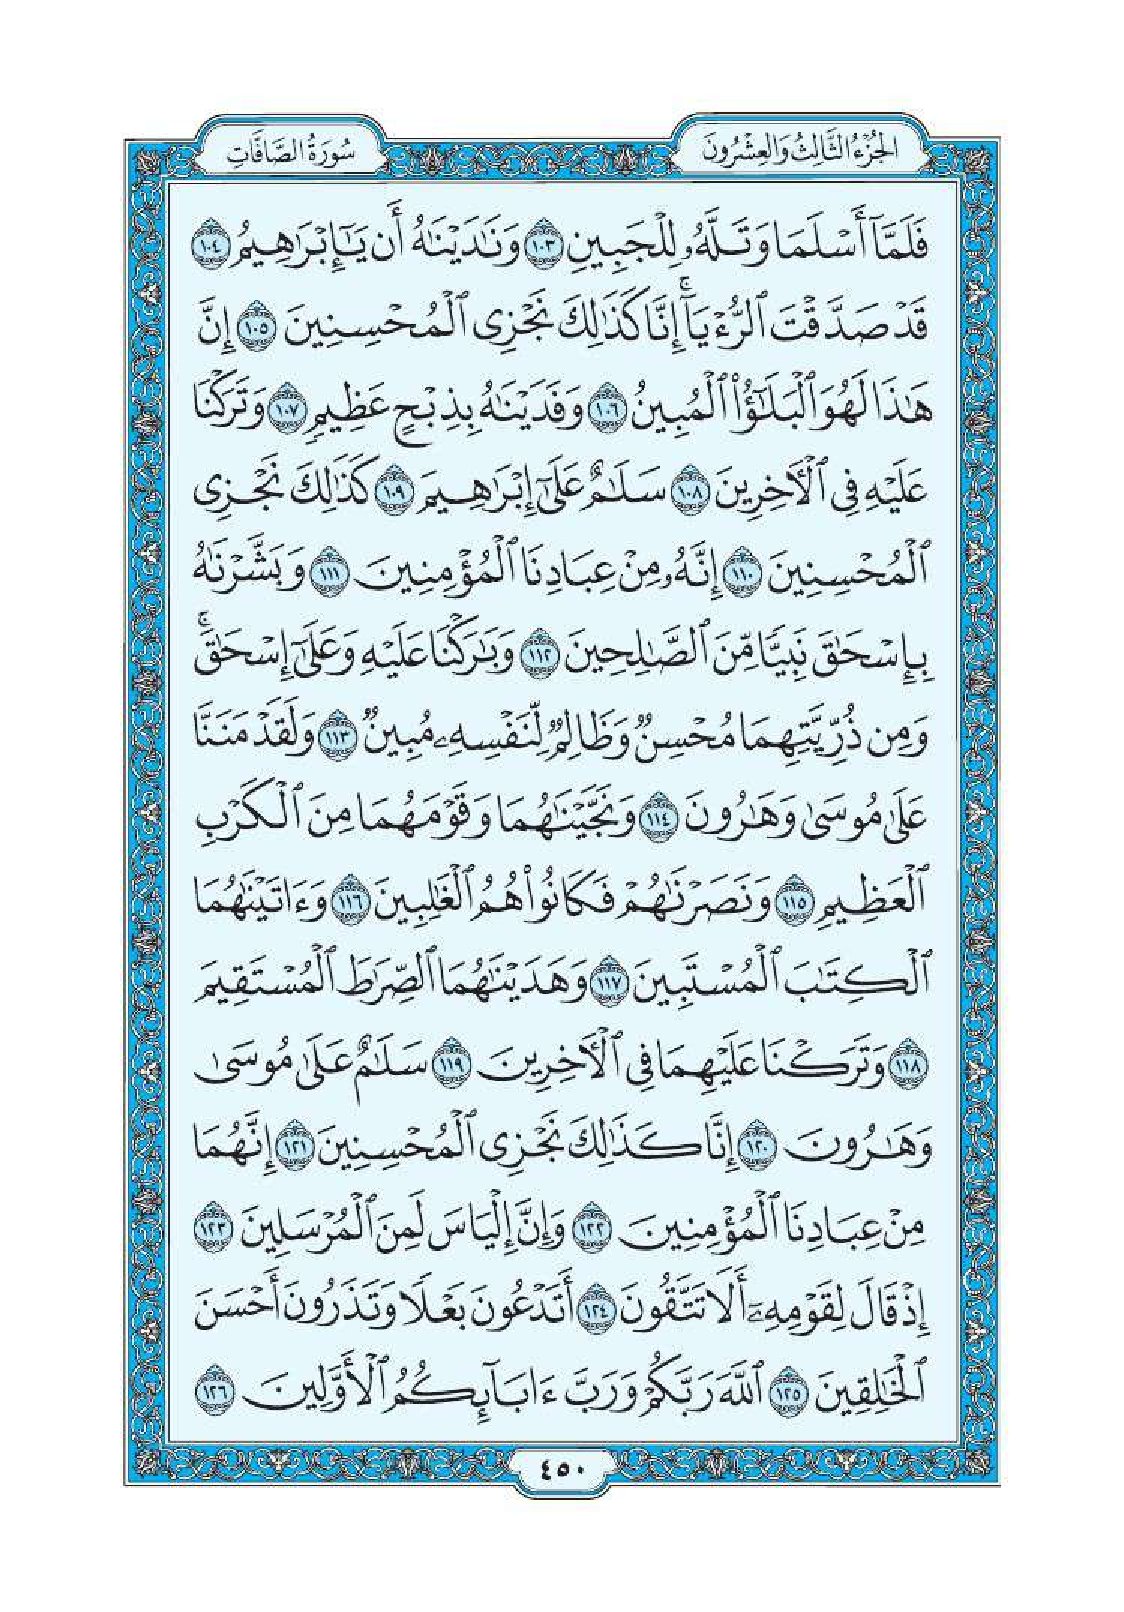 الجُزْءُ الثَّالِثُ وَالعِشْرُونَ
سُورَةُ الصَّافَّاتِ
فَلَمَّآ أَسْلَمَا وَتَلَّهُۥ لِلْجَبِينِ ١٠٣ وَنَٰدَيْنَٰهُ أَن يَٰٓإِبْرَٰهِيمُ ١٠٤
قَدْ صَدَّقْتَ ٱلرُّءْيَآ ۚ إِنَّا كَذَٰلِكَ نَجْزِى ٱلْمُحْسِنِينَ ١٠٥ إِنَّ
هَٰذَا لَهُوَ ٱلْبَلَٰٓؤُا۟ ٱلْمُبِينُ ١٠٦ وَفَدَيْنَٰهُ بِذِبْحٍ عَظِيمٍ ١٠٧ وَتَرَكْنَا
عَلَيْهِ فِى ٱلْأَخِرِينَ ١٠٨ سَلَٰمٌ عَلَىٰٓ إِبْرَٰهِيمَ ١٠٩ كَذَٰلِكَ نَجْزِى
ٱلْمُحْسِنِينَ ١١٠ إِنَّهُۥ مِنْ عِبَادِنَا ٱلْمُؤْمِنِينَ ١١١ وَبَشَّرْنَٰهُ
بِإِسْحَٰقَ نَبِيًّا مِّنَ ٱلصَّٰلِحِينَ ١١٢ وَبَٰرَكْنَا عَلَيْهِ وَعَلَىٰٓ إِسْحَٰقَ ۚ
وَمِن ذُرِّيَّتِهِمَا مُحْسِنٌ وَظَالِمٌ لِّنَفْسِهِۦ مُبِينٌ ١١٣ وَلَقَدْ مَنَنَّا
عَلَىٰ مُوسَىٰ وَهَٰرُونَ ١١٤ وَنَجَّيْنَٰهُمَا وَقَوْمَهُمَا مِنَ ٱلْكَرْبِ
ٱلْعَظِيمِ ١١٥ وَنَصَرْنَٰهُمْ فَكَانُوا۟ هُمُ ٱلْغَٰلِبِينَ ١١٦ وَءَاتَيْنَٰهُمَا
ٱلْكِتَٰبَ ٱلْمُسْتَبِينَ ١١٧ وَهَدَيْنَٰهُمَا ٱلصِّرَٰطَ ٱلْمُسْتَقِيمَ
١١٨ وَتَرَكْنَا عَلَيْهِمَا فِى ٱلْأَخِرِينَ ١١٩ سَلَٰمٌ عَلَىٰ مُوسَىٰ
وَهَٰرُونَ ١٢٠ إِنَّا كَذَٰلِكَ نَجْزِى ٱلْمُحْسِنِينَ ١٢١ إِنَّهُمَا
مِنْ عِبَادِنَا ٱلْمُؤْمِنِينَ ١٢٢ وَإِنَّ إِلْيَاسَ لَمِنَ ٱلْمُرْسَلِينَ ١٢٣
إِذْ قَالَ لِقَوْمِهِۦٓ أَلَا تَتَّقُونَ ١٢٤ أَتَدْعُونَ بَعْلًا وَتَذَرُونَ أَحْسَنَ
ٱلْخَٰلِقِينَ ١٢٥ ٱللَّهَ رَبَّكُمْ وَرَبَّ ءَابَآئِكُمُ ٱلْأَوَّلِينَ ١٢٦
٤٥٠